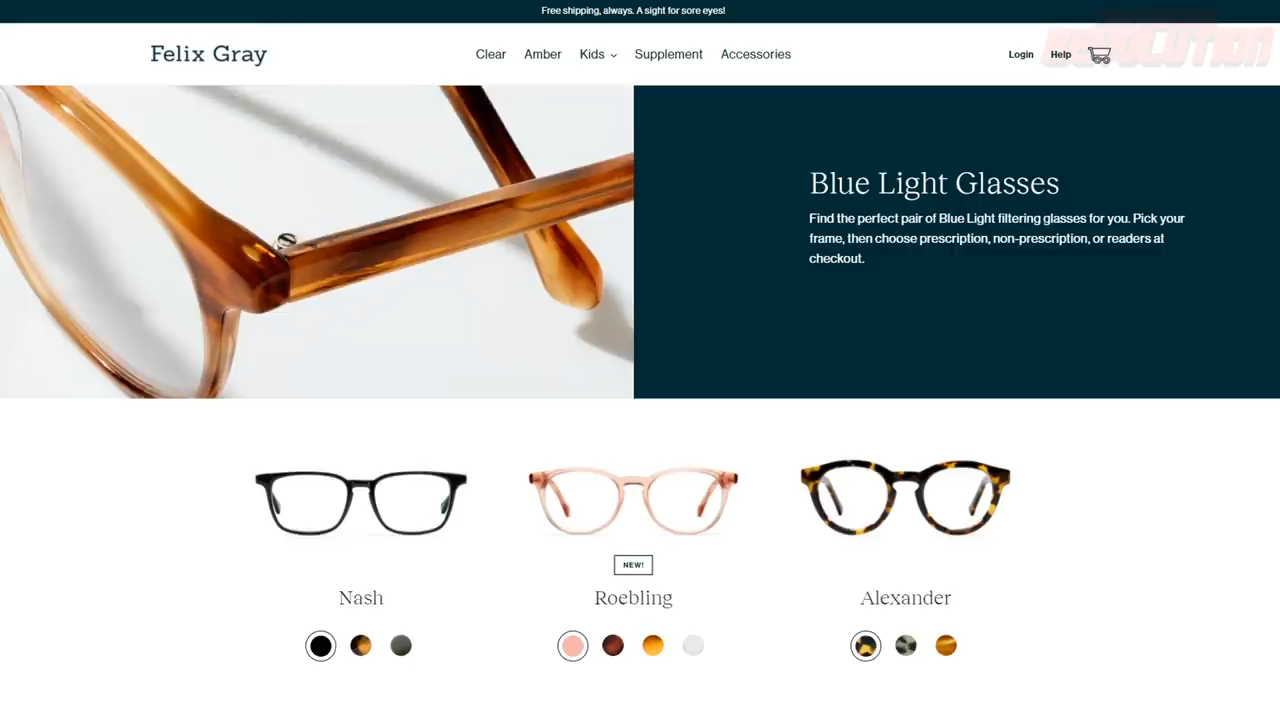 Free shipping, always. A sight for sore eyes!
Felix Gray
Clear Amber Kids Supplement Accessories
Login Help
REVOLUTION
Blue Light Glasses
Find the perfect pair of Blue Light filtering glasses for you. Pick your
frame, then choose prescription, non-prescription, or readers at
checkout.
NEW!
Nash
Roebling
Alexander